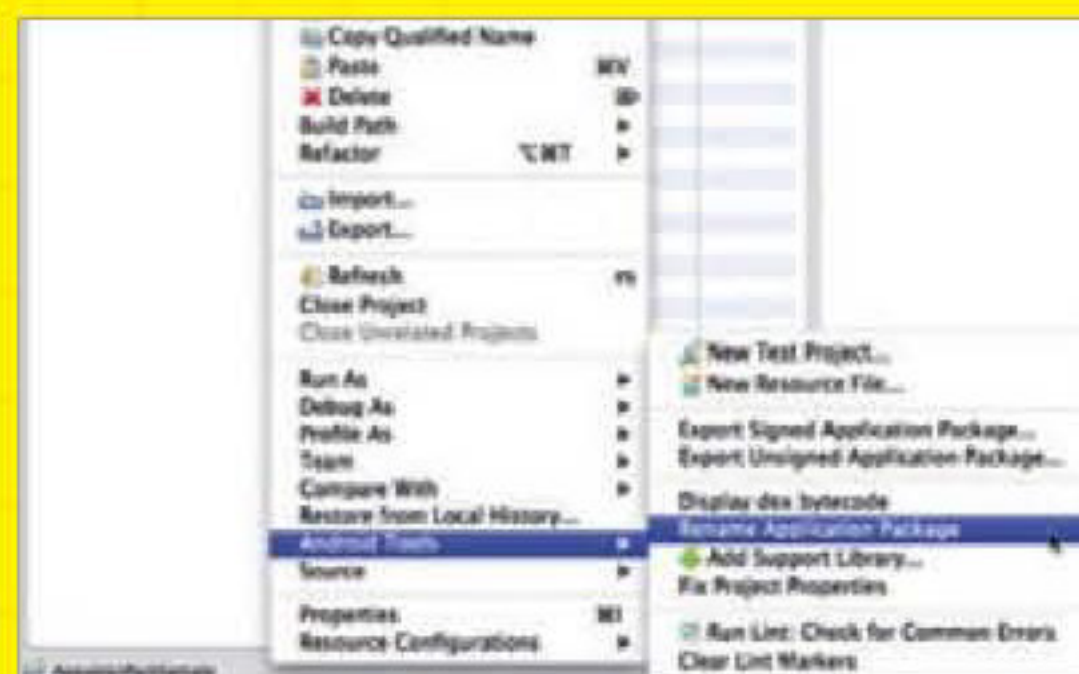 Copy Qualified Name
Paste ⌘V
Delete
Build Path
Refactor ⌥⌘T
Import...
Export...
Refresh F5
Close Project
Close Unrelated Projects
Run As
Debug As
Profile As
Team
Compare With
Restore from Local History...
Android Tools
Source
Properties ⌘I
Resource Configurations
New Test Project...
New Resource File...
Export Signed Application Package...
Export Unsigned Application Package...
Display dex bytecode
Rename Application Package
Add Support Library...
Fix Project Properties
Run Lint: Check for Common Errors
Clear Lint Markers